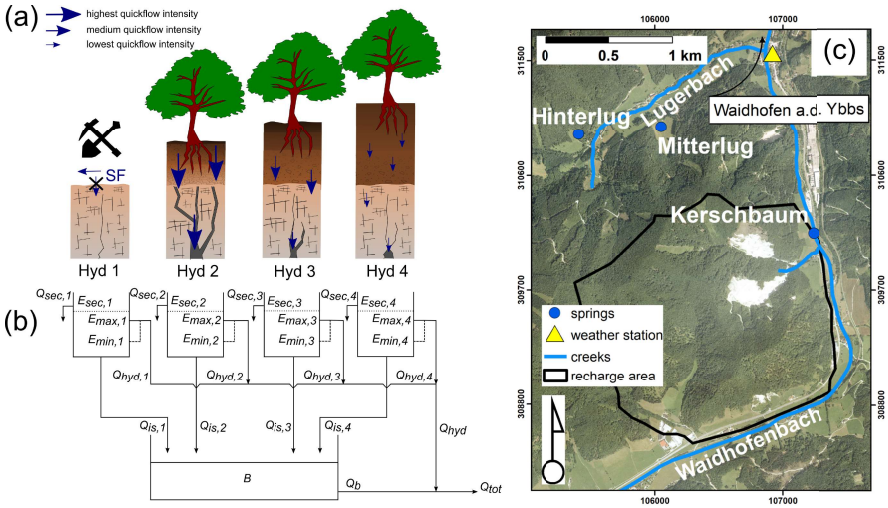 (a)
highest quickflow intensity
medium quickflow intensity
lowest quickflow intensity
SF
Hyd 1
Hyd 2
Hyd 3
Hyd 4
(b)
Qsec,1
Qsec,2
Qsec,3
Qsec,4
Esec,1
Esec,2
Esec,3
Esec,4
Emax,1
Emax,2
Emax,3
Emax,4
Emin,1
Emin,2
Emin,3
Emin,4
Qhyd,1
Qhyd,2
Qhyd,3
Qhyd,4
Qis,1
Qis,2
Qis,3
Qis,4
Qhyd
B
Qb
Qtot
(c)
106000
107000
0
0.5
1 km
311500
311500
Lugerbach
Waidhofen a.d. Ybbs
Hinterlug
Mitterlug
310600
310600
Kerschbaum
309700
309700
springs
weather station
creeks
recharge area
308800
308800
Waidhofenbach
106000
107000